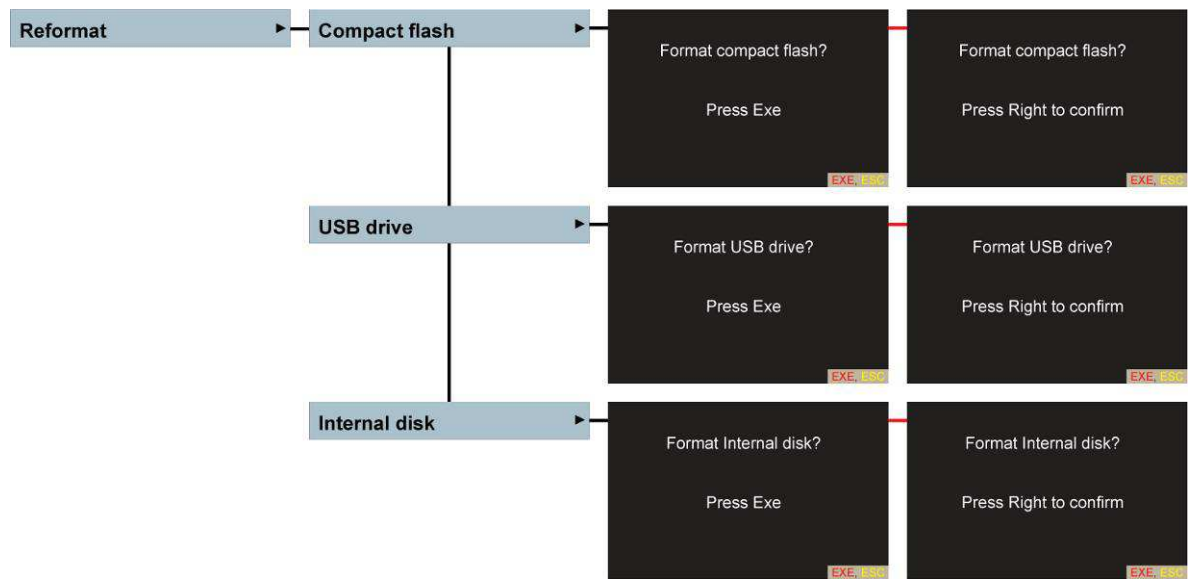 Reformat
Compact flash
Format compact flash?
Press Exe
EXE, ESC
Format compact flash?
Press Right to confirm
EXE, ESC
USB drive
Format USB drive?
Press Exe
EXE, ESC
Format USB drive?
Press Right to confirm
EXE, ESC
Internal disk
Format Internal disk?
Press Exe
EXE, ESC
Format Internal disk?
Press Right to confirm
EXE, ESC